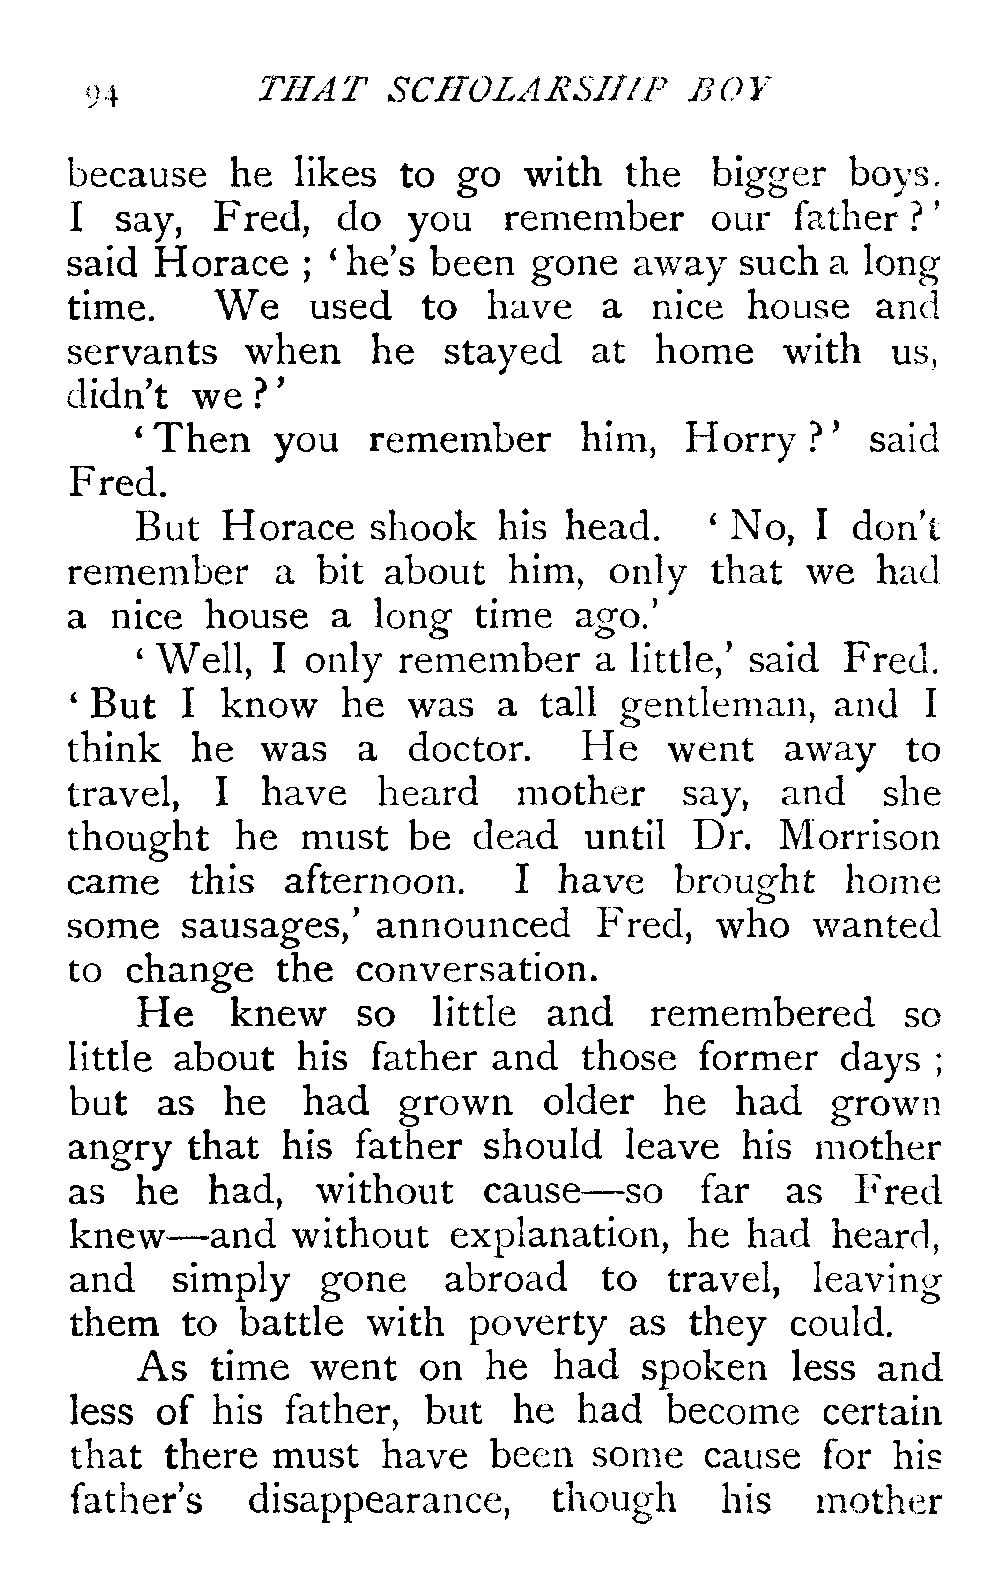 94 THAT SCHOLARSHIP BOY
because he likes to go with the bigger boys.
I say, Fred, do you remember our father?'
said Horace; 'he's been gone away such a long
time. We used to have a nice house and
servants when he stayed at home with us,
didn't we?'
'Then you remember him, Horry?' said
Fred.
But Horace shook his head. 'No, I don't
remember a bit about him, only that we had
a nice house a long time ago.'
'Well, I only remember a little,' said Fred.
'But I know he was a tall gentleman, and I
think he was a doctor. He went away to
travel, I have heard mother say, and she
thought he must be dead until Dr. Morrison
came this afternoon. I have brought home
some sausages,' announced Fred, who wanted
to change the conversation.
He knew so little and remembered so
little about his father and those former days;
but as he had grown older he had grown
angry that his father should leave his mother
as he had, without cause—so far as Fred
knew—and without explanation, he had heard,
and simply gone abroad to travel, leaving
them to battle with poverty as they could.
As time went on he had spoken less and
less of his father, but he had become certain
that there must have been some cause for his
father's disappearance, though his mother